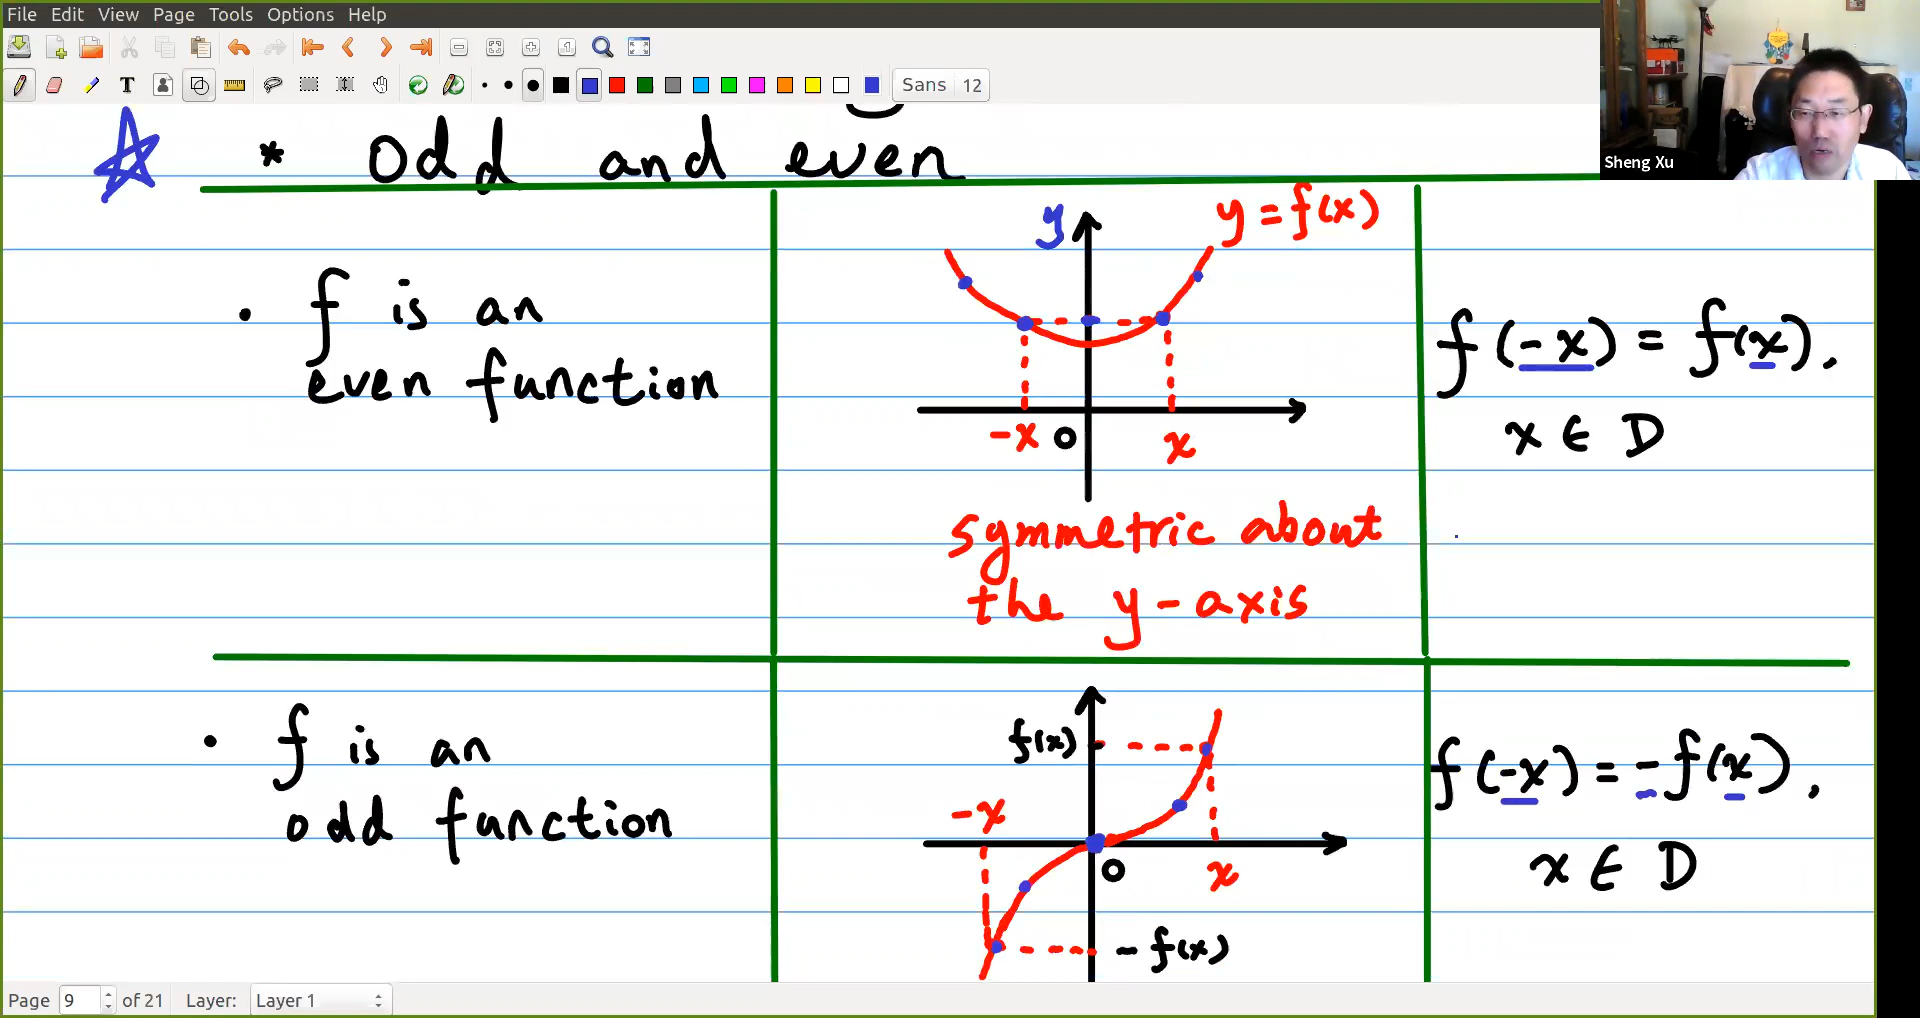 File Edit View Page Tools Options Help
Sans 12
Sheng Xu
* Odd and even
• f is an
even function
y
y = f(x)
-x 0 x
symmetric about
the y-axis
f(-x) = f(x),
x ∈ D
• f is an
odd function
f(x)
-x
0
x
-f(x)
f(-x) = -f(x),
x ∈ D
Page 9 of 21 Layer: Layer 1